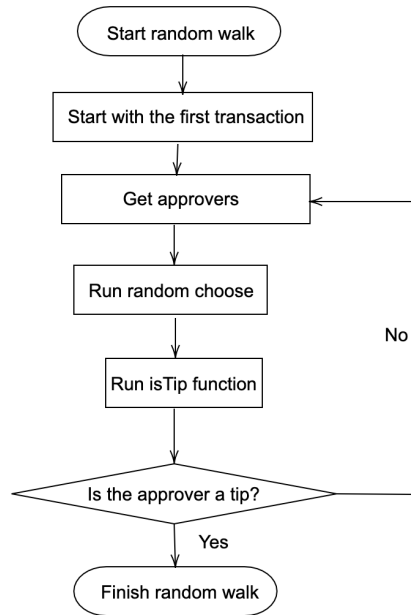 Start random walk
Start with the first transaction
Get approvers
Run random choose
No
Run isTip function
Is the approver a tip?
Yes
Finish random walk